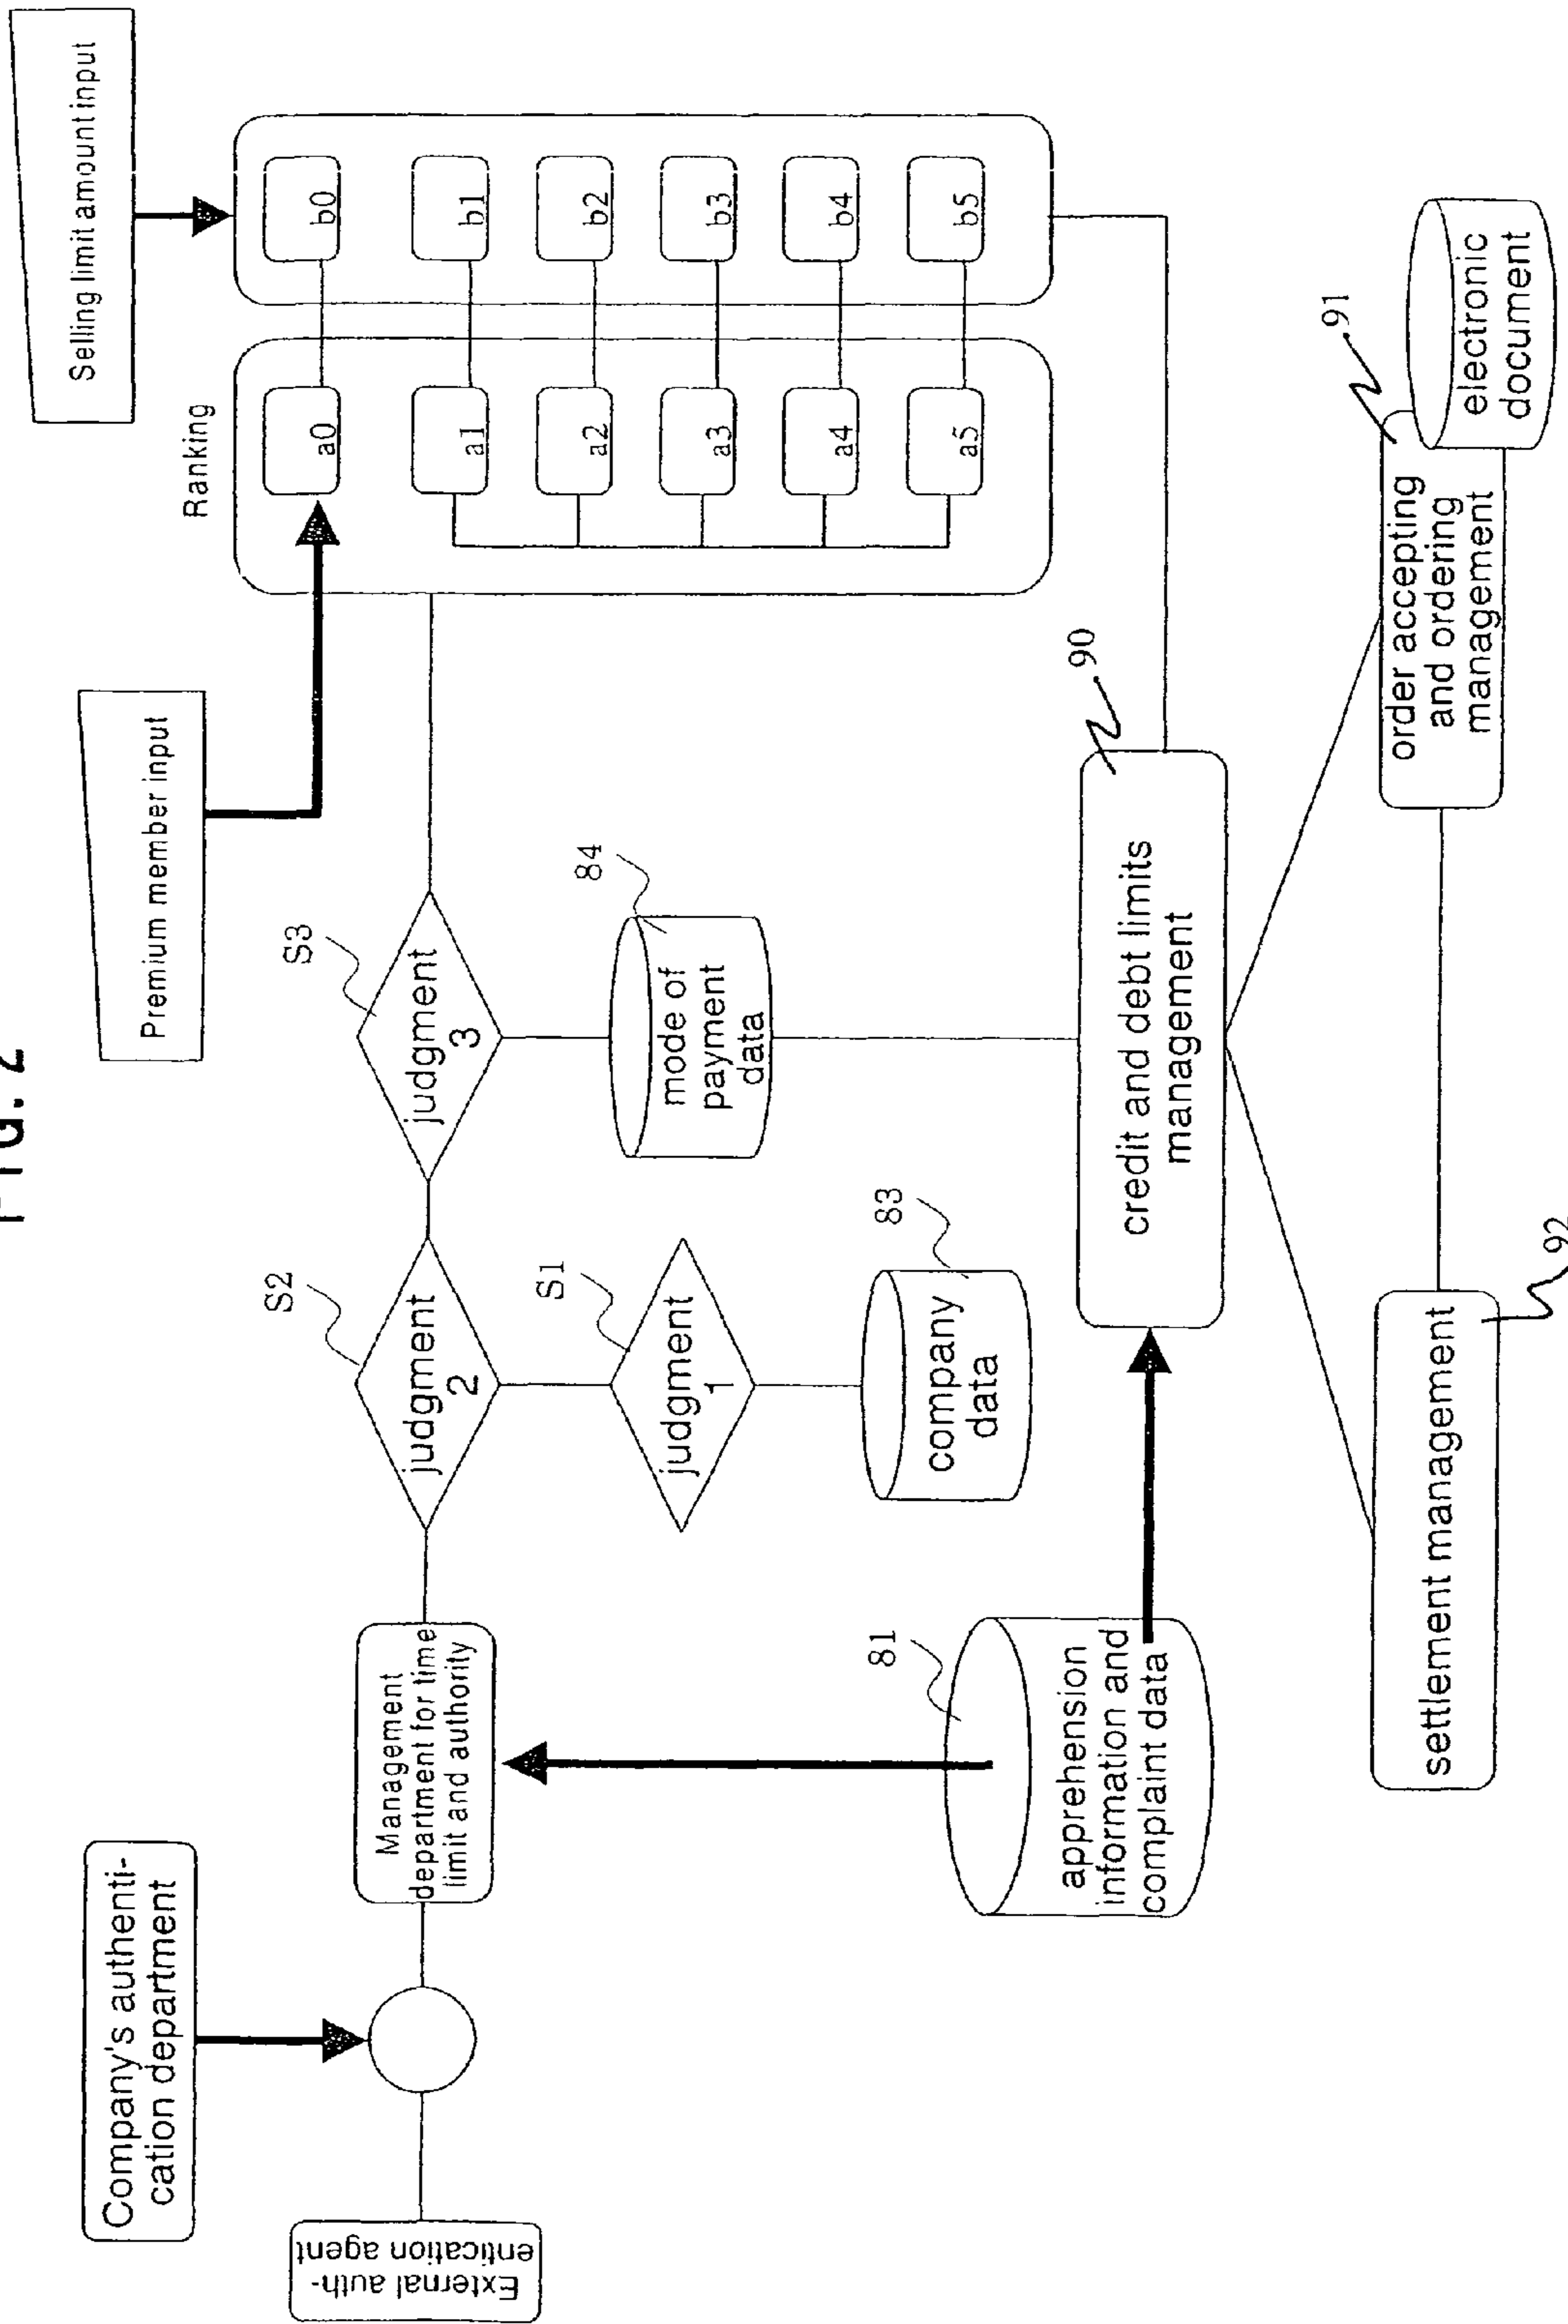 FIG. 2
Selling limit amount input
Premium member input
Ranking
Company's authenti-
cation department
External auth-
entication agent
Management
department for time
limit and authority
S2
judgment
2
S3
judgment
3
S1
judgment
1
a0
a1
a2
a3
a4
a5
b0
b1
b2
b3
b4
b5
83
company
data
84
mode of
payment
data
81
apprehension
information and
complaint data
90
credit and debt limits
management
92
settlement management
91
order accepting
and ordering
management
electronic
document